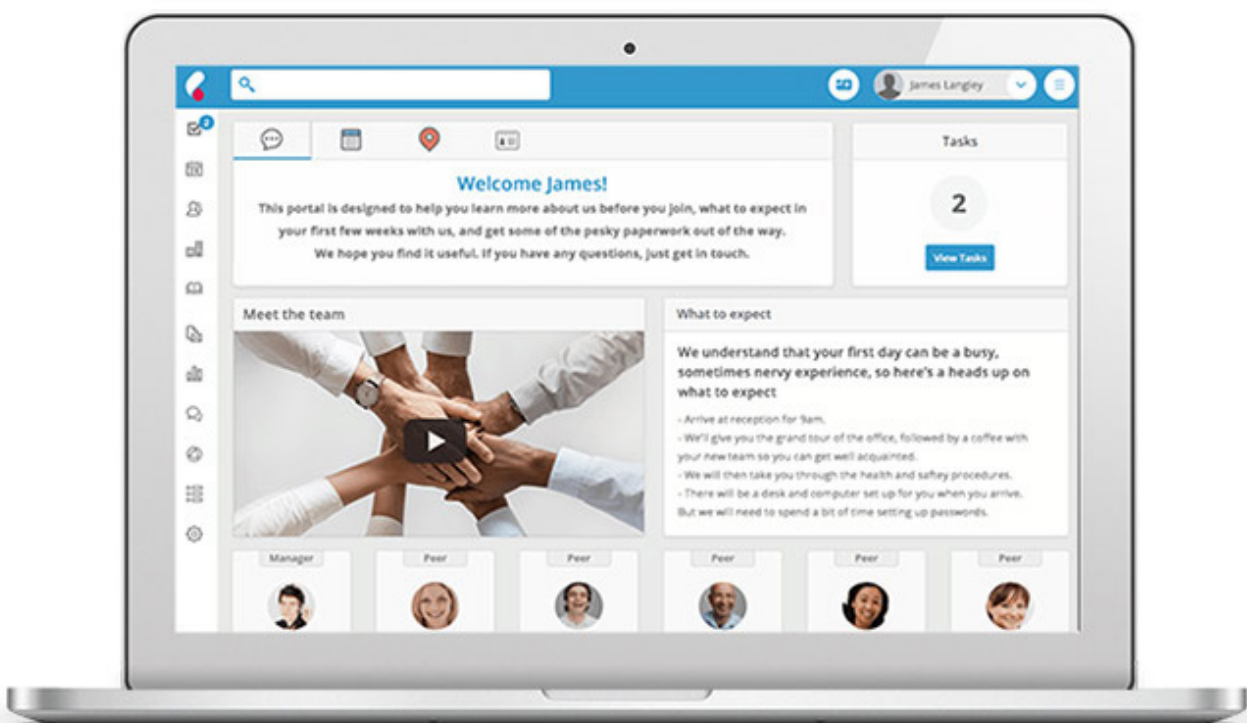 James Langley
2
Tasks
Welcome James!
This portal is designed to help you learn more about us before you join, what to expect in
your first few weeks with us, and get some of the pesky paperwork out of the way.
We hope you find it useful. If you have any questions, just get in touch.
2
View Tasks
Meet the team
What to expect
We understand that your first day can be a busy,
sometimes nervy experience, so here's a heads up on
what to expect
- Arrive at reception for 9am.
- We'll give you the grand tour of the office, followed by a coffee with
your new team so you can get well acquainted.
- We will then take you through the health and saftey procedures.
- There will be a desk and computer set up for you when you arrive.
But we will need to spend a bit of time setting up passwords.
Manager
Peer
Peer
Peer
Peer
Peer